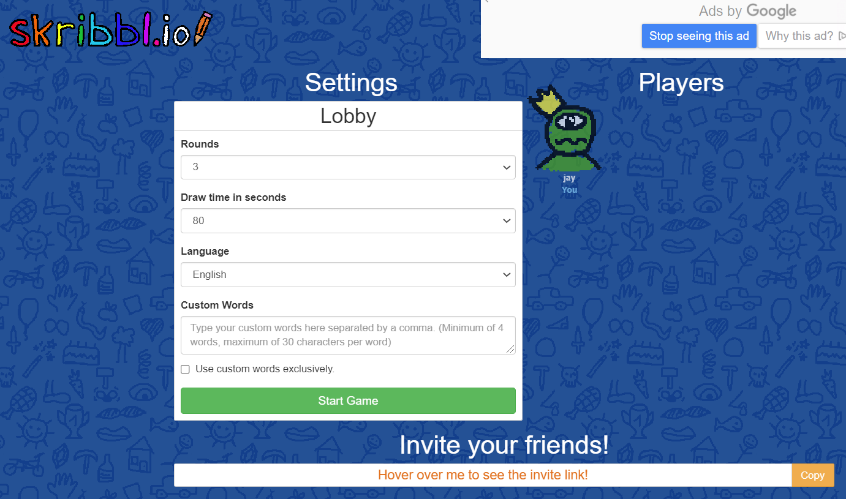 skribbl.io
Ads by Google
Stop seeing this ad
Why this ad?
Settings
Players
Lobby
Rounds
3
Draw time in seconds
80
Language
English
Custom Words
Type your custom words here separated by a comma (Minimum of 4
words, maximum of 30 characters per word)
Use custom words exclusively.
Start Game
jay
You
Invite your friends!
Hover over me to see the invite link!
Copy